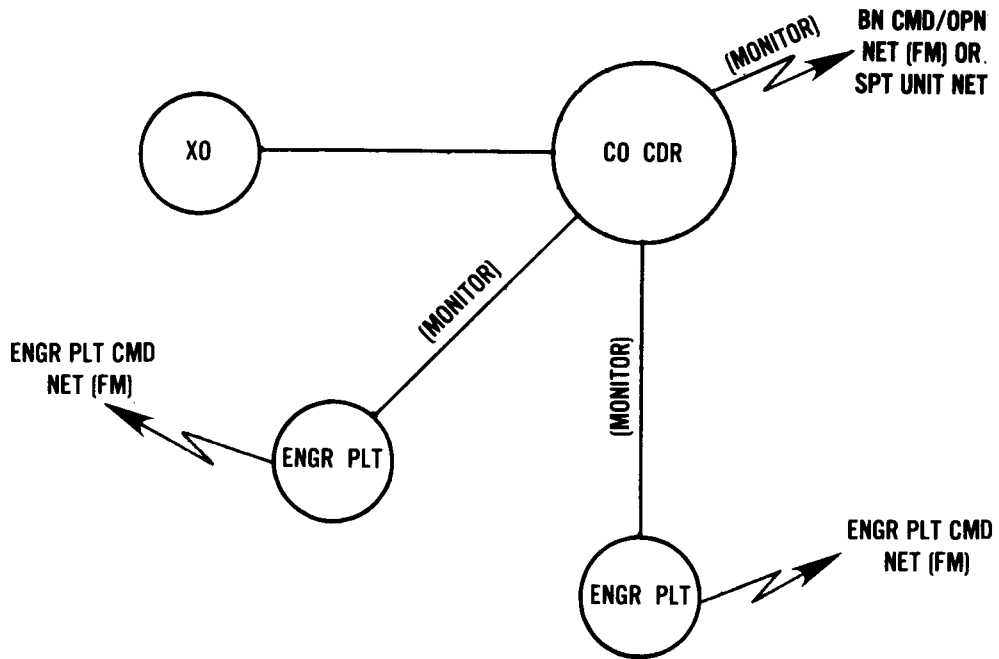 (MONITOR)
BN CMD/OPN
NET (FM) OR.
SPT UNIT NET
XO
CO CDR
(MONITOR)
(MONITOR)
ENGR PLT CMD
NET (FM)
ENGR PLT
ENGR PLT CMD
NET (FM)
ENGR PLT